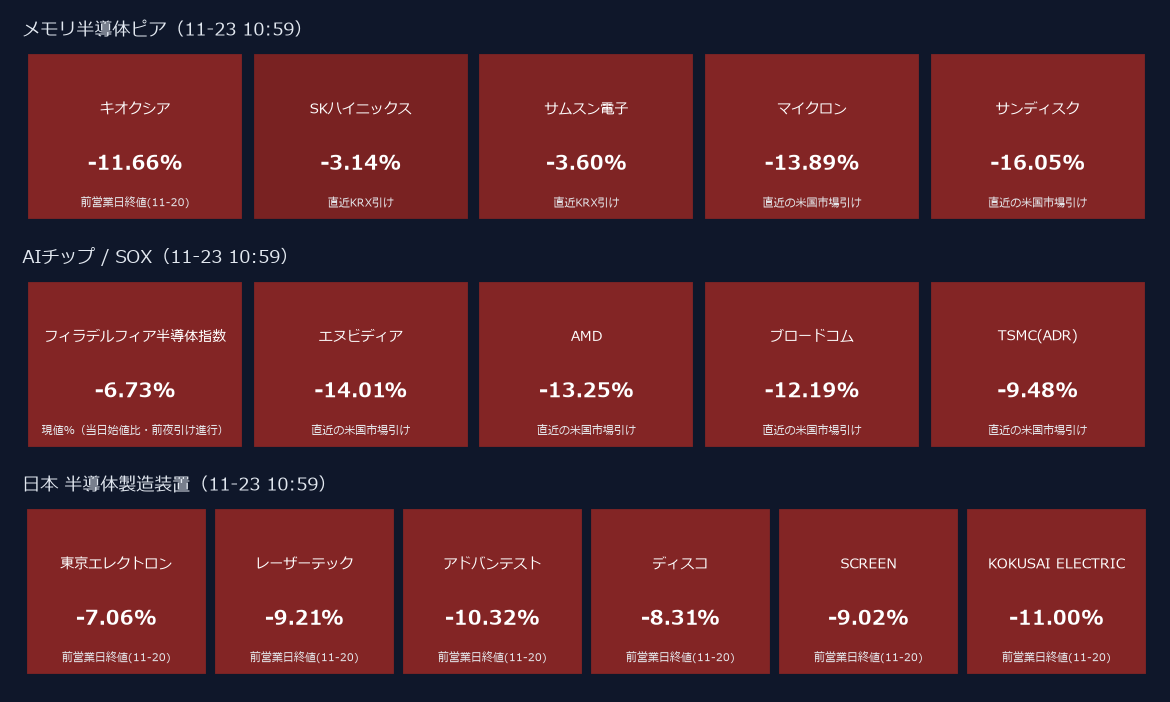 メモリ半導体ピア（11-23 10:59）
キオクシア
-11.66%
前営業日終値(11-20)
SKハイニックス
-3.14%
直近KRX引け
サムスン電子
-3.60%
直近KRX引け
マイクロン
-13.89%
直近の米国市場引け
サンディスク
-16.05%
直近の米国市場引け
AIチップ / SOX（11-23 10:59）
フィラデルフィア半導体指数
-6.73%
現値%（当日始値比・前夜引け進行）
エヌビディア
-14.01%
直近の米国市場引け
AMD
-13.25%
直近の米国市場引け
ブロードコム
-12.19%
直近の米国市場引け
TSMC(ADR)
-9.48%
直近の米国市場引け
日本 半導体製造装置（11-23 10:59）
東京エレクトロン
-7.06%
前営業日終値(11-20)
レーザーテック
-9.21%
前営業日終値(11-20)
アドバンテスト
-10.32%
前営業日終値(11-20)
ディスコ
-8.31%
前営業日終値(11-20)
SCREEN
-9.02%
前営業日終値(11-20)
KOKUSAI ELECTRIC
-11.00%
前営業日終値(11-20)